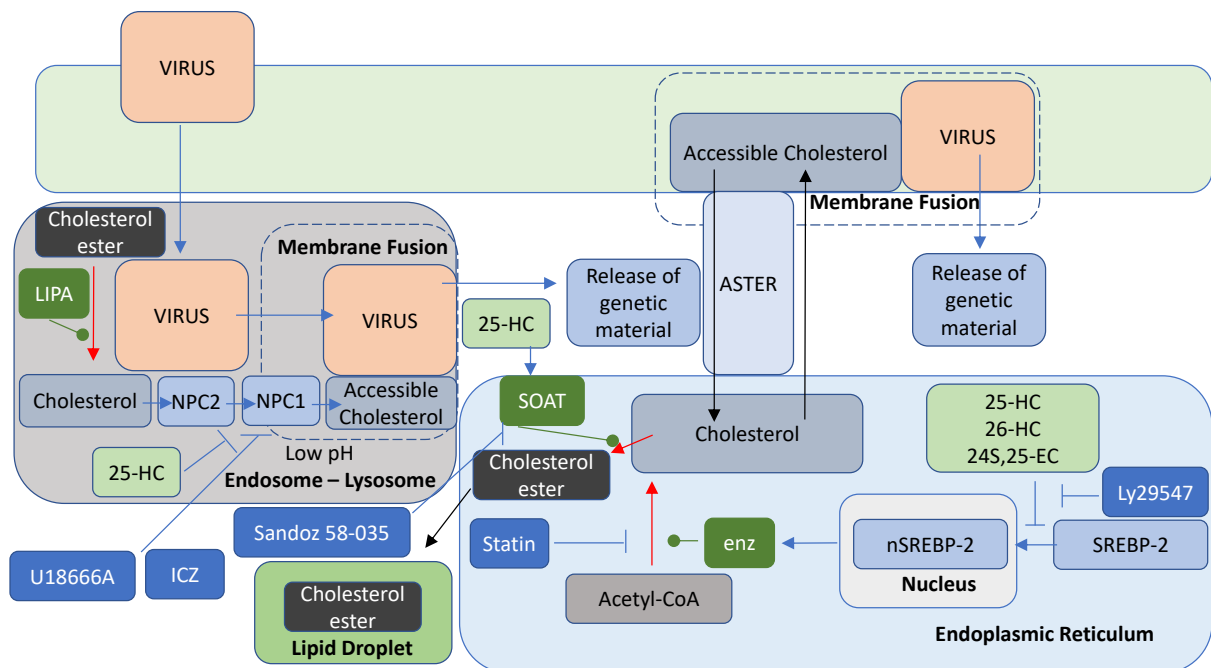 VIRUS
Accessible Cholesterol
VIRUS
Membrane Fusion
Cholesterol
ester
Membrane Fusion
LIPA
VIRUS
VIRUS
Release of
genetic
material
ASTER
Release of
genetic
material
25-HC
Cholesterol
NPC2
NPC1
Accessible
Cholesterol
SOAT
Cholesterol
25-HC
26-HC
24S,25-EC
Low pH
25-HC
Endosome – Lysosome
Cholesterol
ester
Ly29547
Sandoz 58-035
Statin
enz
nSREBP-2
SREBP-2
Nucleus
U18666A
ICZ
Acetyl-CoA
Cholesterol
ester
Lipid Droplet
Endoplasmic Reticulum